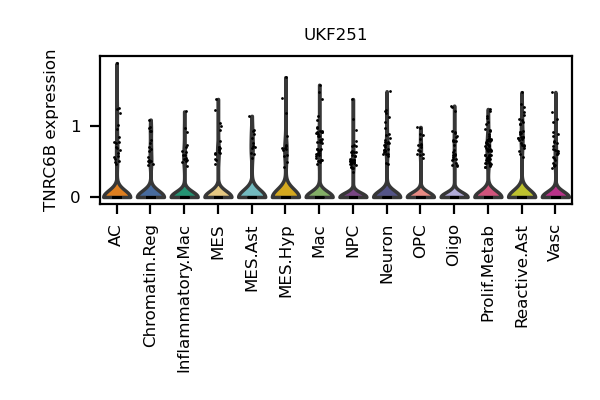 UKF251
TNRC6B expression
1
0
AC
Chromatin.Reg
Inflammatory.Mac
MES
MES.Ast
MES.Hyp
Mac
NPC
Neuron
OPC
Oligo
Prolif.Metab
Reactive.Ast
Vasc